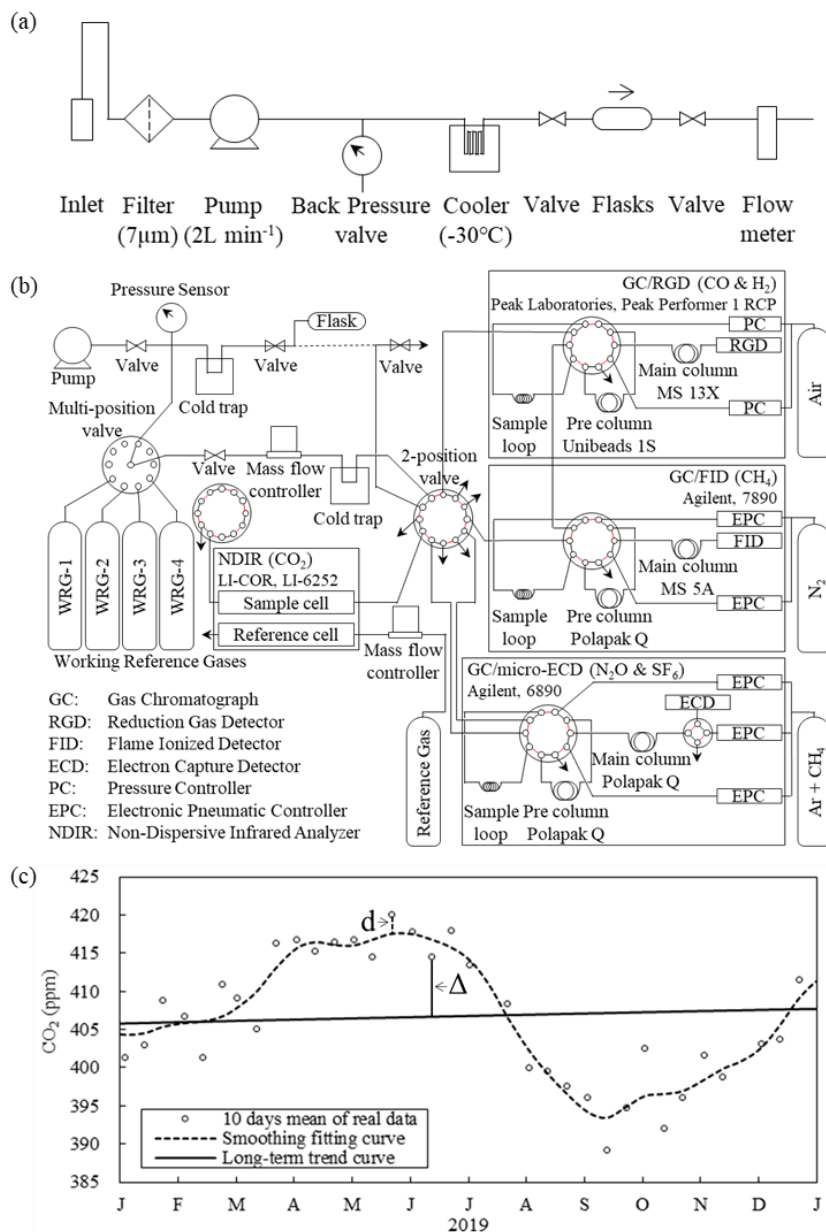 (a)
Inlet Filter Pump Back Pressure Cooler Valve Flasks Valve Flow
(7μm) (2L min⁻¹) valve (-30°C) meter
(b)
Pressure Sensor
Flask
Valve Valve Valve
Pump
Cold trap
Multi-position
valve
Valve
Mass flow
controller
Cold trap
2-position
valve
WRG-1
WRG-2
WRG-3
WRG-4
Working Reference Gases
NDIR (CO₂)
LI-COR, LI-6252
Sample cell
Reference cell
Mass flow
controller
Reference Gas
GC/RGD (CO & H₂)
Peak Laboratories, Peak Performer 1 RCP
PC
RGD
Main column
MS 13X
PC
Sample
loop
Pre column
Unibeads 1S
Air
GC/FID (CH₄)
Agilent, 7890
EPC
FID
Main column
MS 5A
EPC
Sample
loop
Pre column
Polapak Q
N₂
GC/micro-ECD (N₂O & SF₆)
Agilent, 6890
EPC
ECD
EPC
Main column
Polapak Q
EPC
Sample
loop
Pre column
Polapak Q
Ar + CH₄
GC: Gas Chromatograph
RGD: Reduction Gas Detector
FID: Flame Ionized Detector
ECD: Electron Capture Detector
PC: Pressure Controller
EPC: Electronic Pneumatic Controller
NDIR: Non-Dispersive Infrared Analyzer
(c)
425
420
415
410
405
400
395
390
385
CO₂ (ppm)
d
Δ
10 days mean of real data
Smoothing fitting curve
Long-term trend curve
J F M A M J J A S O N D J
2019